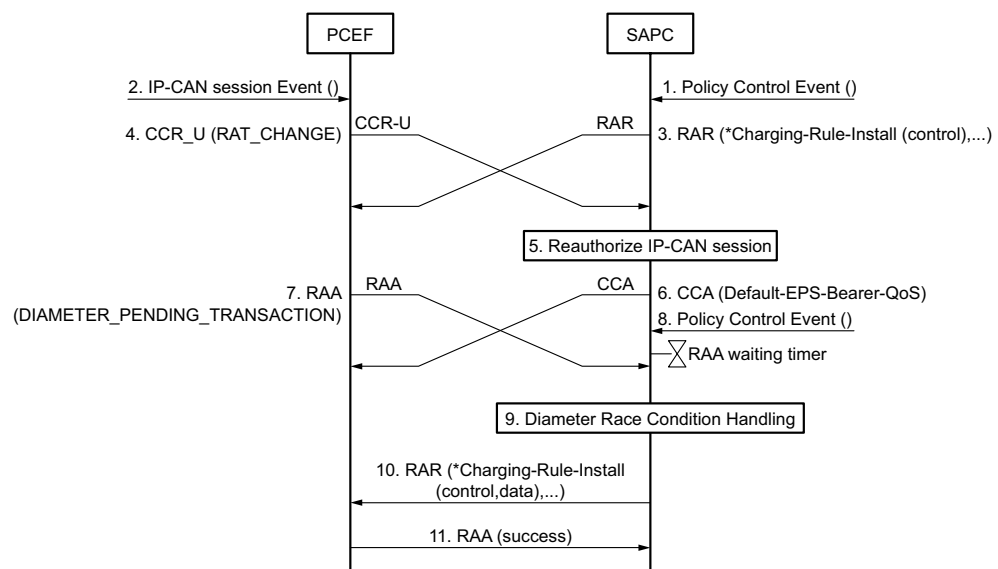 PCEF
SAPC
2. IP-CAN session Event ()
1. Policy Control Event ()
4. CCR_U (RAT_CHANGE)
CCR-U
RAR
3. RAR (*Charging-Rule-Install (control),...)
5. Reauthorize IP-CAN session
7. RAA
(DIAMETER_PENDING_TRANSACTION)
RAA
CCA
6. CCA (Default-EPS-Bearer-QoS)
8. Policy Control Event ()
RAA waiting timer
9. Diameter Race Condition Handling
10. RAR (*Charging-Rule-Install
(control,data),...)
11. RAA (success)